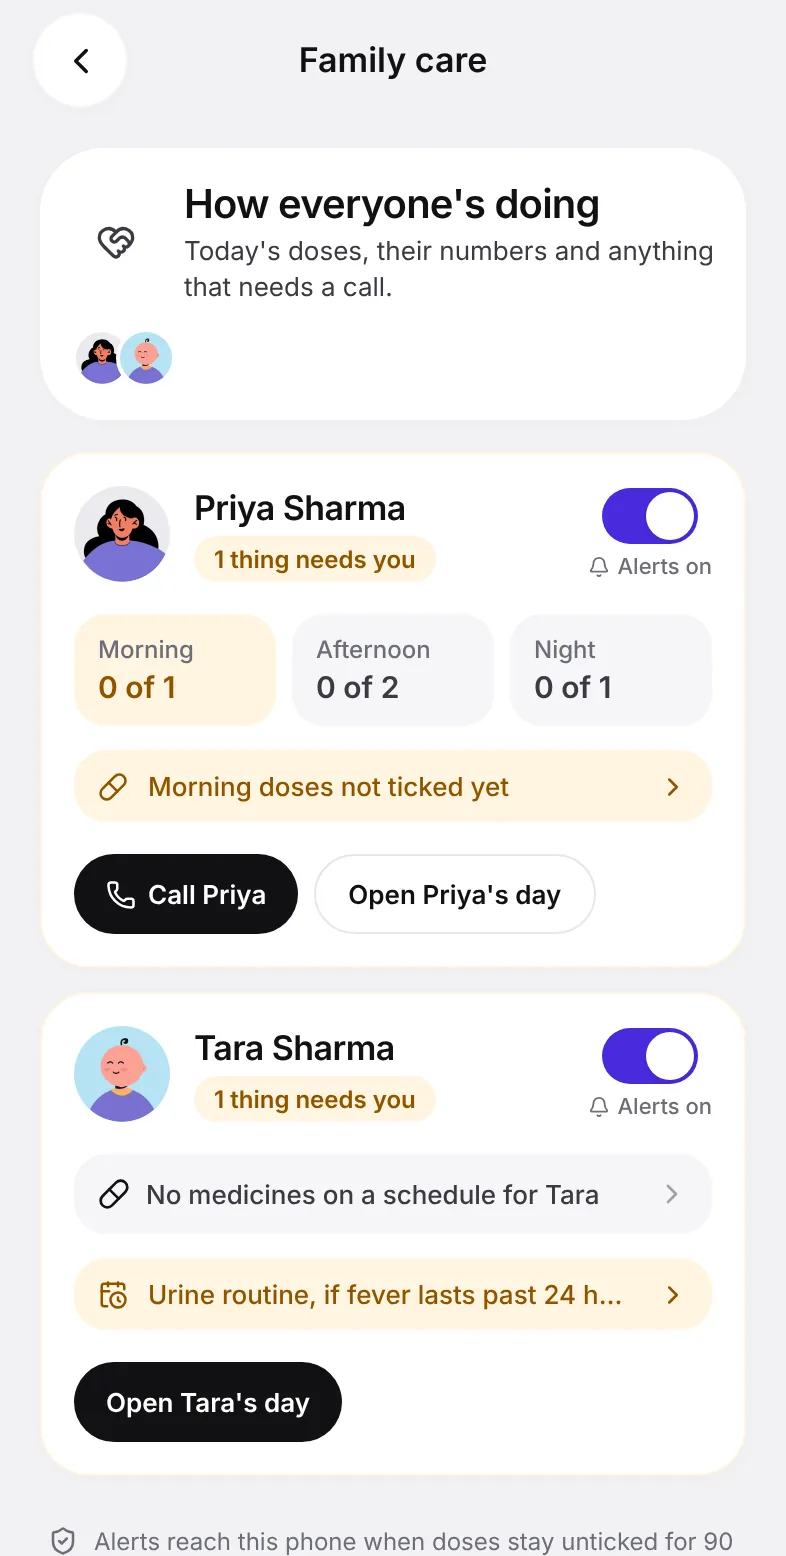 Family care
How everyone's doing
Today's doses, their numbers and anything
that needs a call.
Priya Sharma
1 thing needs you
Alerts on
Morning
0 of 1
Afternoon
0 of 2
Night
0 of 1
Morning doses not ticked yet
Call Priya
Open Priya's day
Tara Sharma
1 thing needs you
Alerts on
No medicines on a schedule for Tara
Urine routine, if fever lasts past 24 h...
Open Tara's day
Alerts reach this phone when doses stay unticked for 90